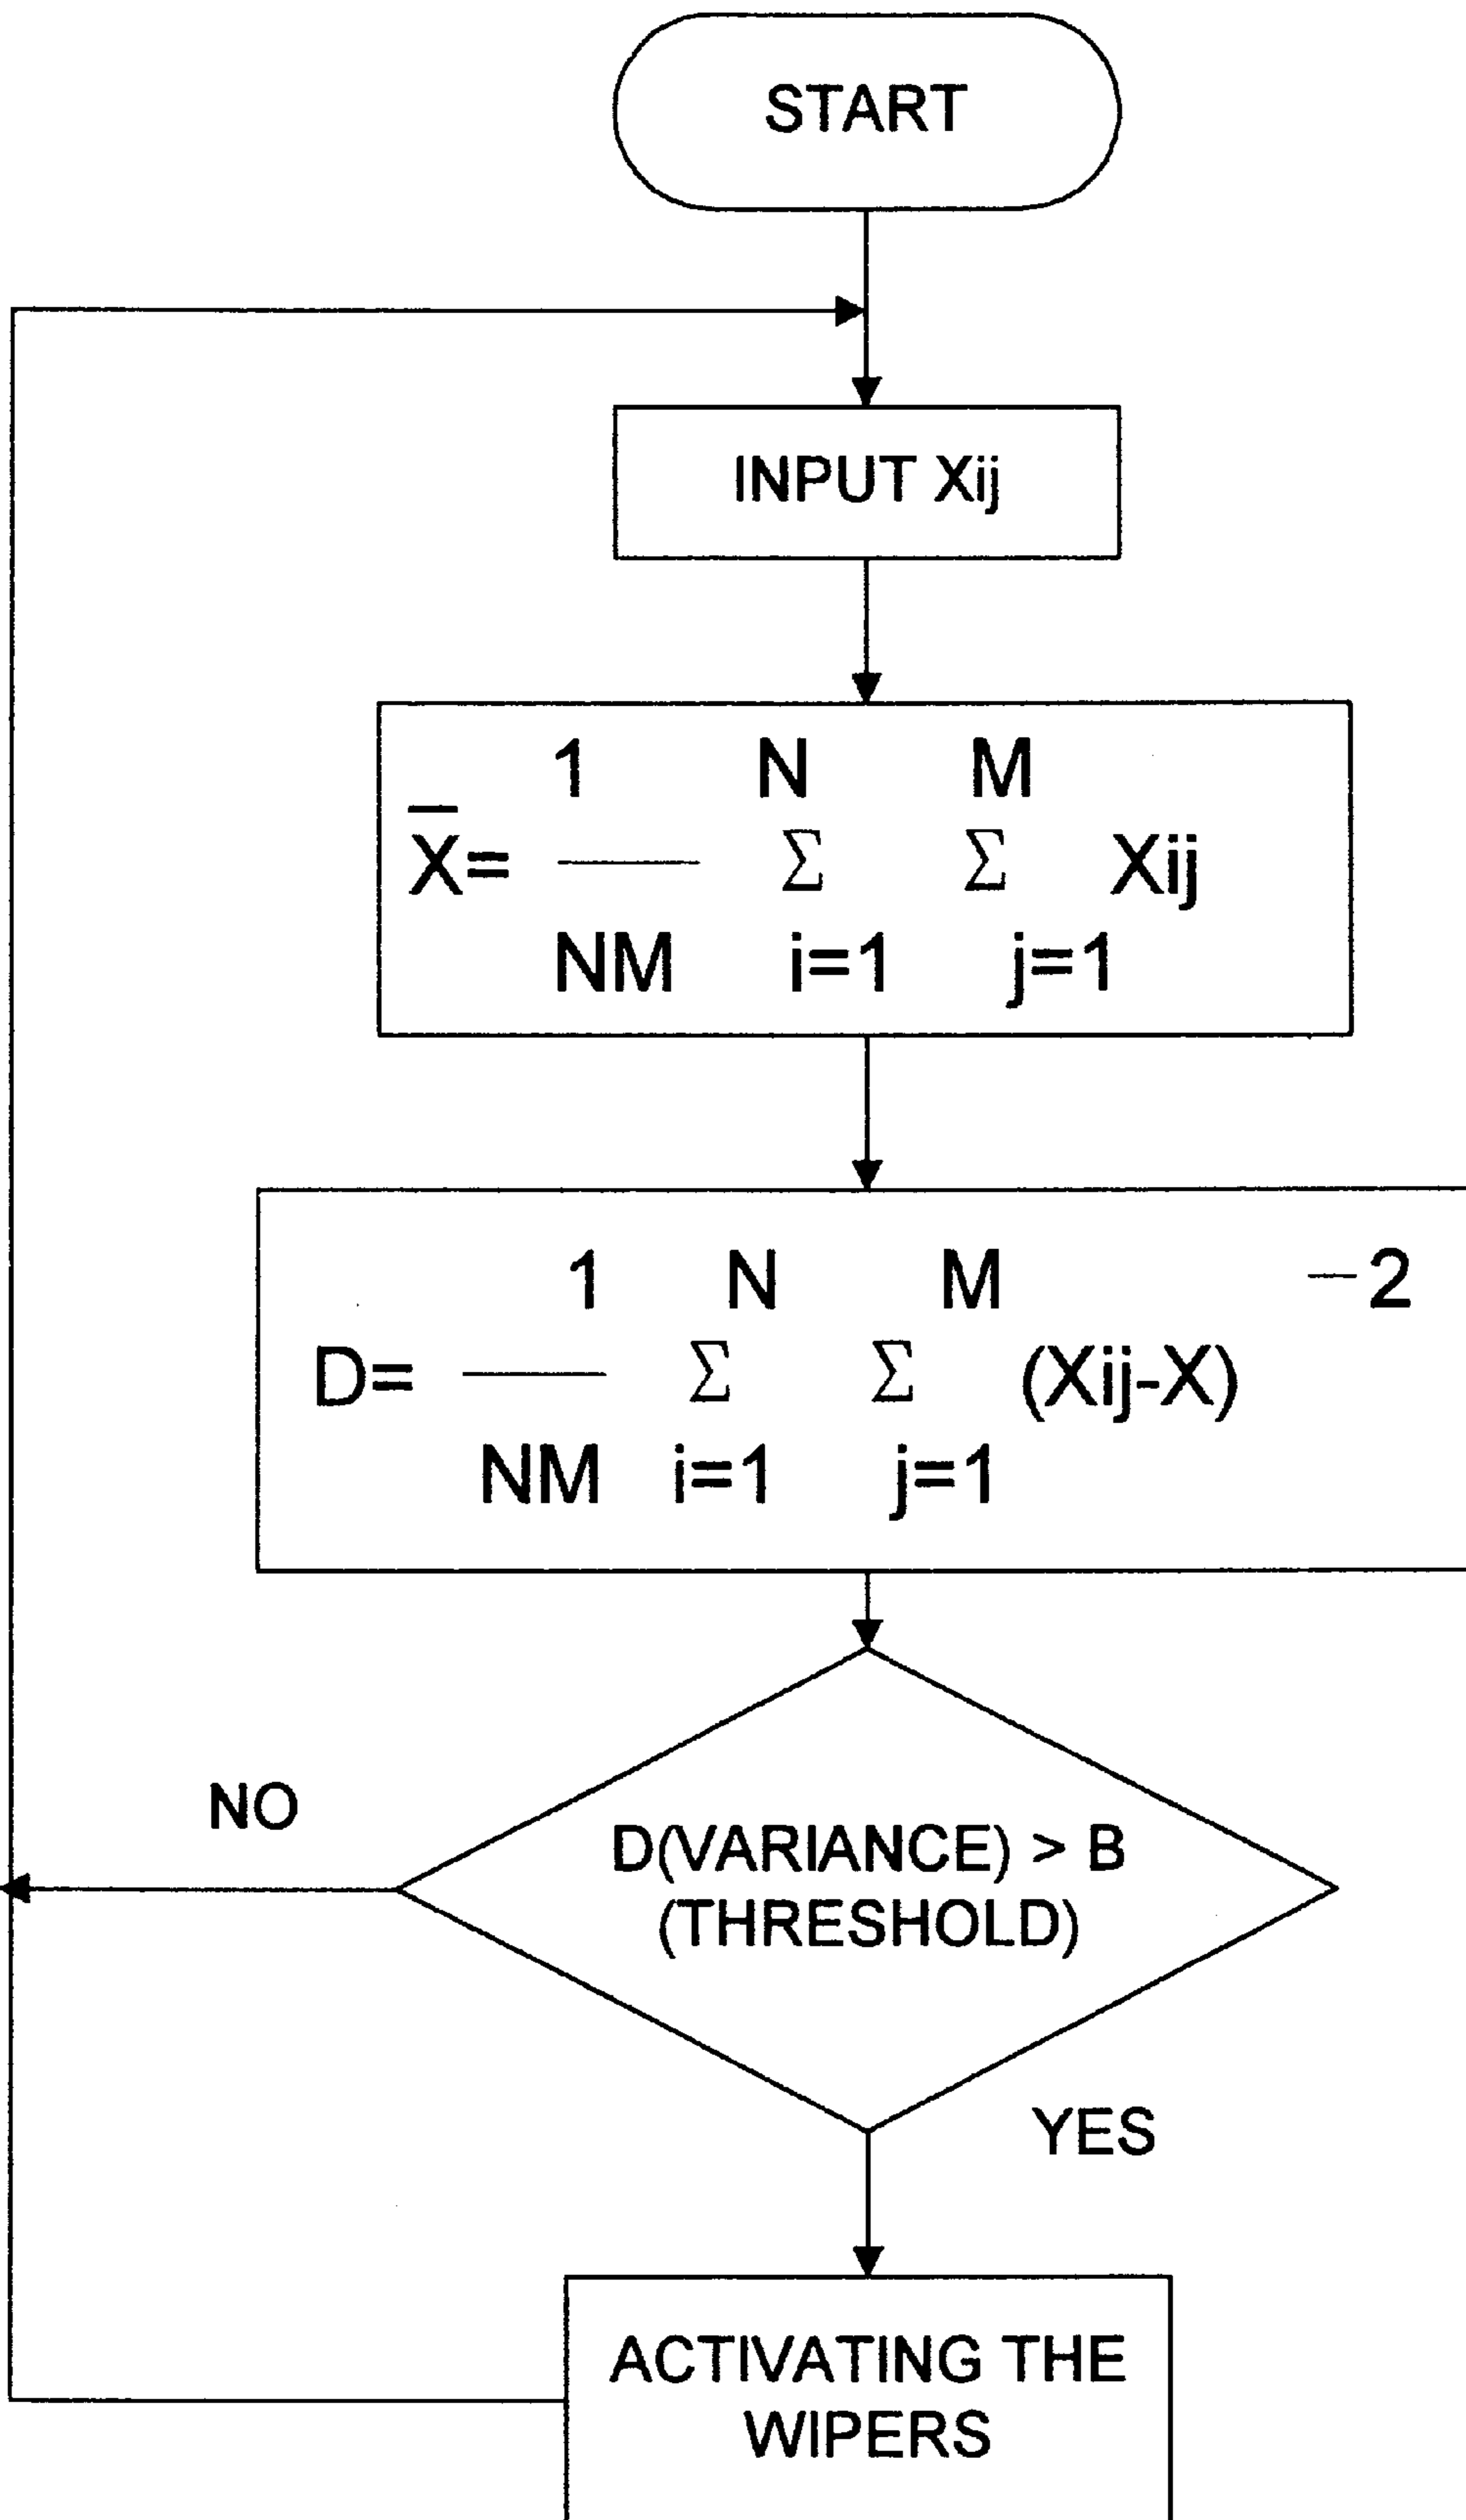 START
INPUT Xij
1 N M
X̅= —— Σ Σ Xij
NM i=1 j=1
1 N M —2
D= —— Σ Σ (Xij-X)
NM i=1 j=1
NO
D(VARIANCE) > B
(THRESHOLD)
YES
ACTIVATING THE
WIPERS